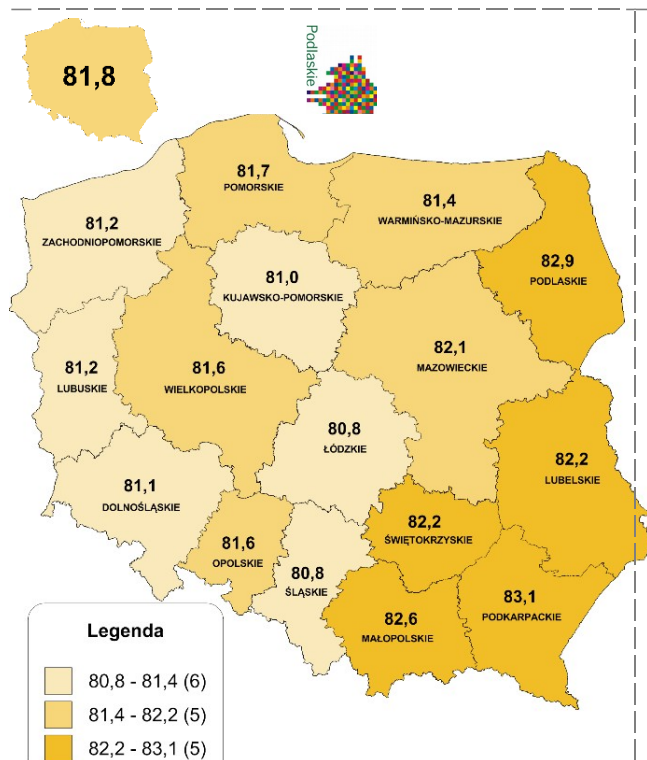 81,8
Podlaskie
81,7
POMORSKIE
81,4
WARMIŃSKO-MAZURSKIE
81,2
ZACHODNIOPOMORSKIE
82,9
PODLASKIE
81,0
KUJAWSKO-POMORSKIE
82,1
MAZOWIECKIE
81,2
LUBUSKIE
81,6
WIELKOPOLSKIE
80,8
ŁÓDZKIE
82,2
LUBELSKIE
81,1
DOLNOŚLĄSKIE
82,2
ŚWIĘTOKRZYSKIE
81,6
OPOLSKIE
80,8
ŚLĄSKIE
83,1
PODKARPACKIE
82,6
MAŁOPOLSKIE
Legenda
80,8 - 81,4 (6)
81,4 - 82,2 (5)
82,2 - 83,1 (5)